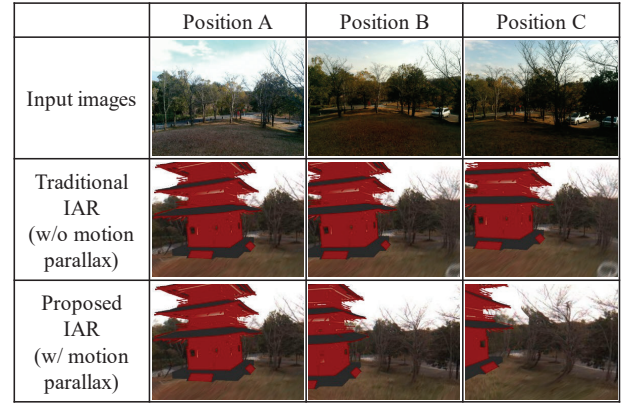 Position A
Position B
Position C
Input images
Traditional
IAR
(w/o motion
parallax)
Proposed
IAR
(w/ motion
parallax)